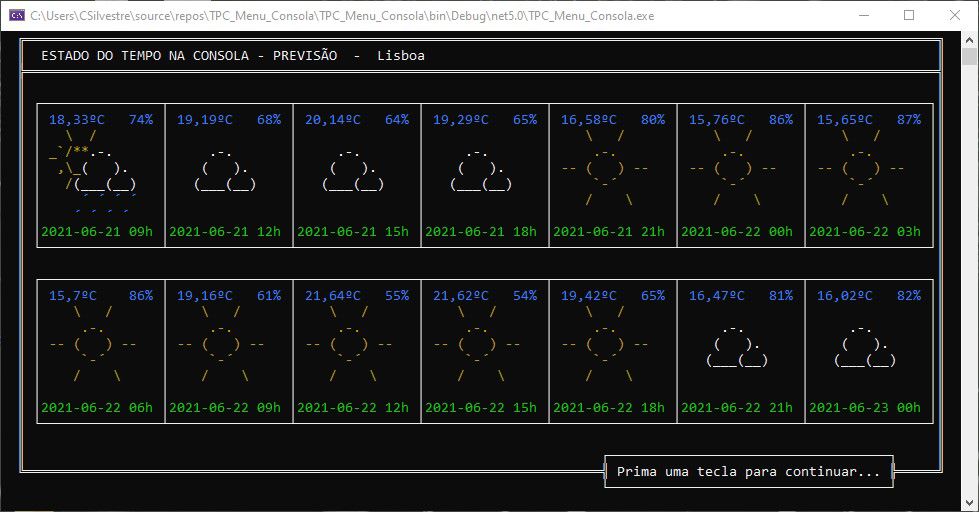 C:\Users\CSilvestre\source\repos\TPC_Menu_Consola\TPC_Menu_Consola\bin\Debug\net5.0\TPC_Menu_Consola.exe
ESTADO DO TEMPO NA CONSOLA - PREVISÃO - Lisboa
18,33ºC 74% 19,19ºC 68% 20,14ºC 64% 19,29ºC 65% 16,58ºC 80% 15,76ºC 86% 15,65ºC 87%
2021-06-21 09h 2021-06-21 12h 2021-06-21 15h 2021-06-21 18h 2021-06-21 21h 2021-06-22 00h 2021-06-22 03h
15,7ºC 86% 19,16ºC 61% 21,64ºC 55% 21,62ºC 54% 19,42ºC 65% 16,47ºC 81% 16,02ºC 82%
2021-06-22 06h 2021-06-22 09h 2021-06-22 12h 2021-06-22 15h 2021-06-22 18h 2021-06-22 21h 2021-06-23 00h
Prima uma tecla para continuar...